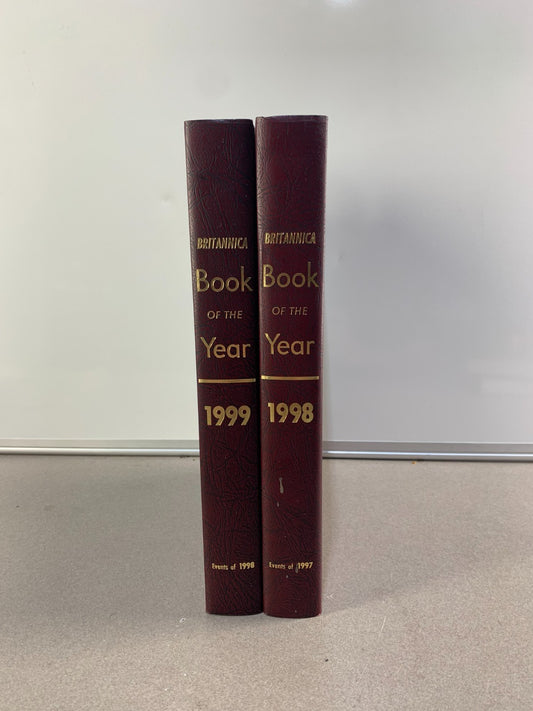 BRITANNICA
Book
OF THE
Year
1999
Events of 1998
BRITANNICA
Book
OF THE
Year
1998
Events of 1997